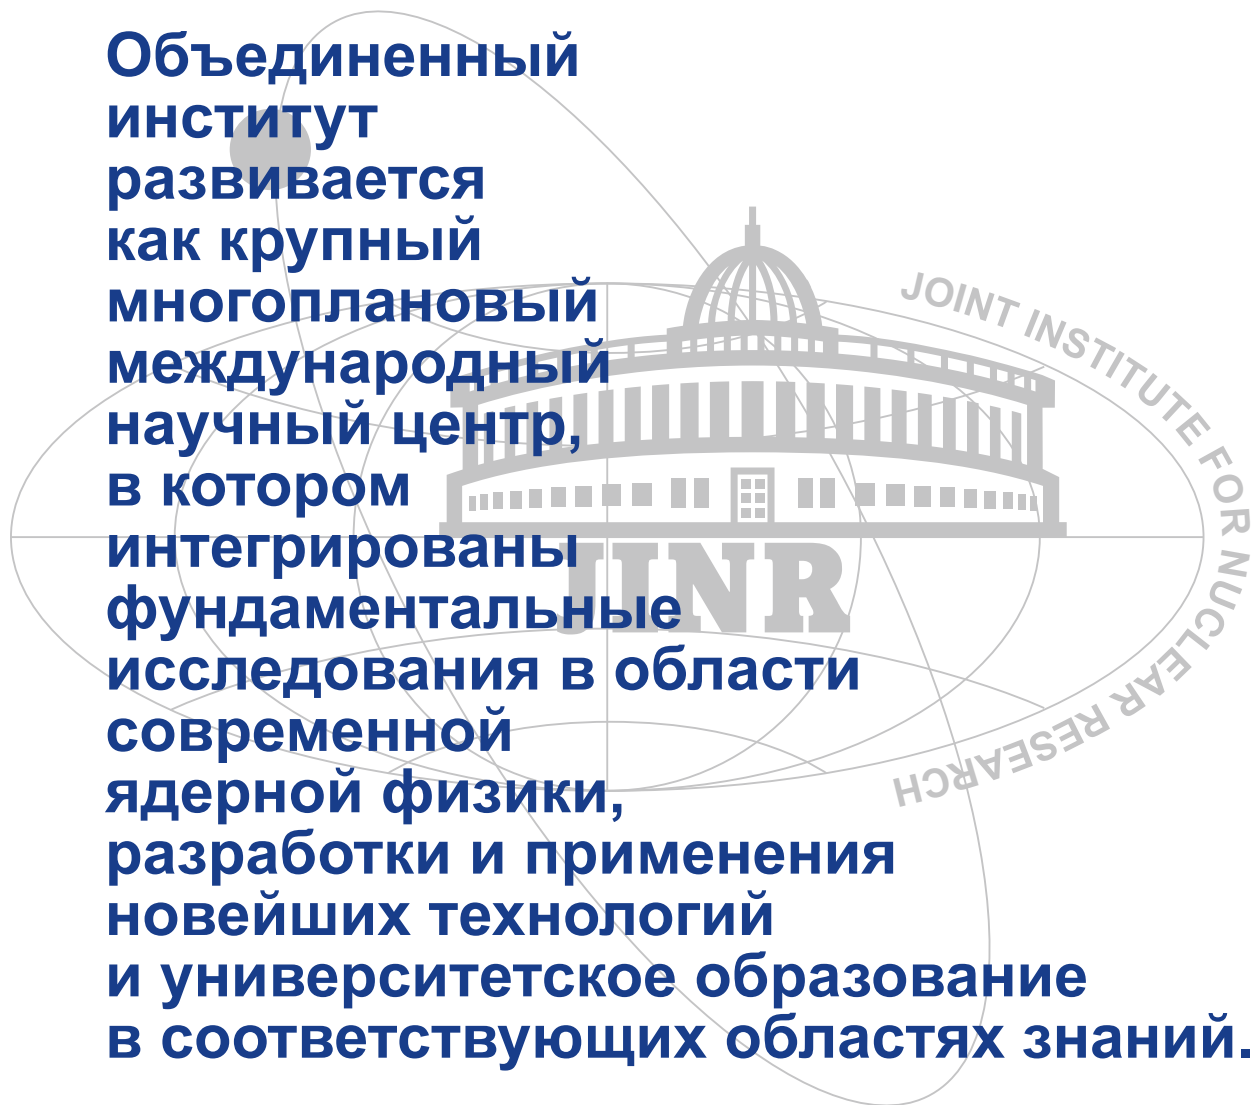 Объединенный
институт
развивается
как крупный
многоплановый
международный
научный центр,
в котором
интегрированы
фундаментальные
исследования в области
современной
ядерной физики,
разработки и применения
новейших технологий
и университетское образование
в соответствующих областях знаний.
JOINT INSTITUTE FOR NUCLEAR RESEARCH
JINR